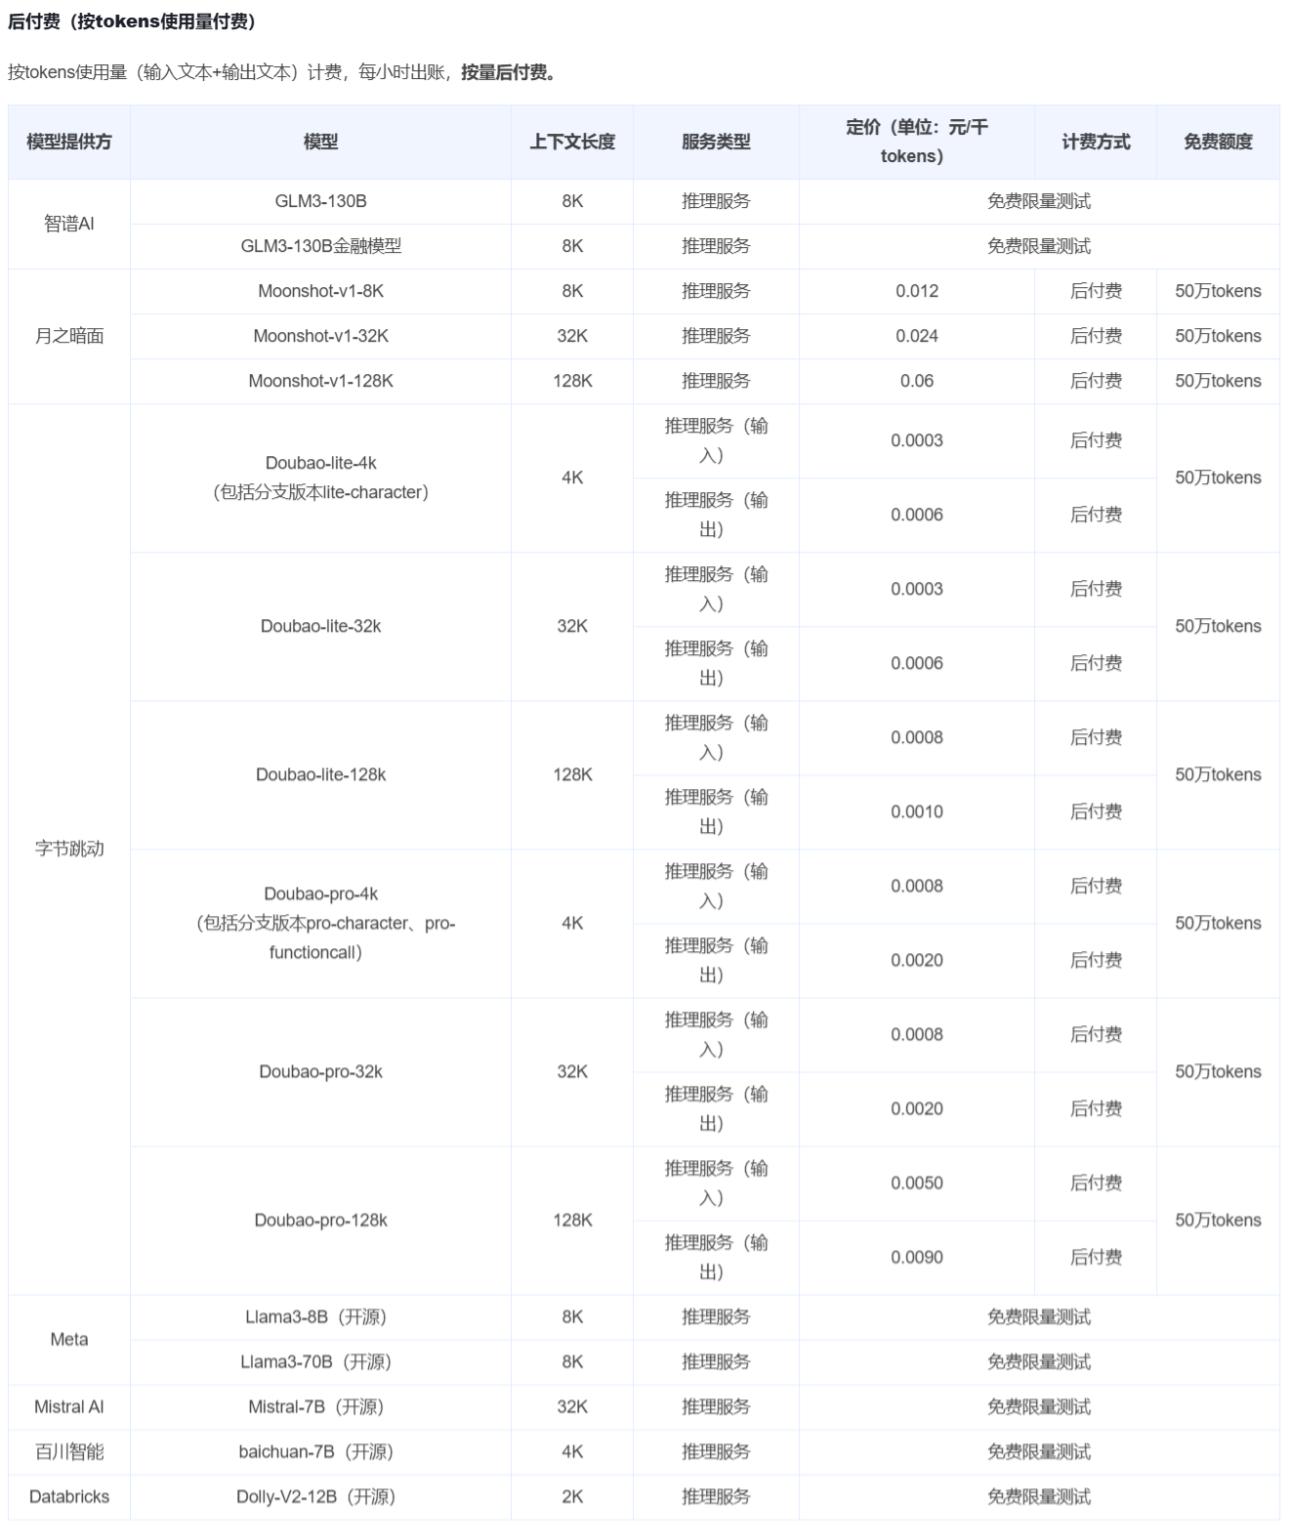 后付费（按tokens使用量付费）
按tokens使用量（输入文本+输出文本）计费，每小时出账，按量后付费。
模型提供方 模型 上下文长度 服务类型 定价（单位：元/千 tokens） 计费方式 免费额度
智谱AI
GLM3-130B 8K 推理服务 免费限量测试
GLM3-130B金融模型 8K 推理服务 免费限量测试
月之暗面
Moonshot-v1-8K 8K 推理服务 0.012 后付费 50万tokens
Moonshot-v1-32K 32K 推理服务 0.024 后付费 50万tokens
Moonshot-v1-128K 128K 推理服务 0.06 后付费 50万tokens
字节跳动
Doubao-lite-4k
（包括分支版本lite-character）
4K
推理服务（输
入）
0.0003 后付费
推理服务（输
出）
0.0006 后付费
50万tokens
Doubao-lite-32k
32K
推理服务（输
入）
0.0003 后付费
推理服务（输
出）
0.0006 后付费
50万tokens
Doubao-lite-128k
128K
推理服务（输
入）
0.0008 后付费
推理服务（输
出）
0.0010 后付费
50万tokens
Doubao-pro-4k
（包括分支版本pro-character、pro-
functioncall）
4K
推理服务（输
入）
0.0008 后付费
推理服务（输
出）
0.0020 后付费
50万tokens
Doubao-pro-32k
32K
推理服务（输
入）
0.0008 后付费
推理服务（输
出）
0.0020 后付费
50万tokens
Doubao-pro-128k
128K
推理服务（输
入）
0.0050 后付费
推理服务（输
出）
0.0090 后付费
50万tokens
Meta
Llama3-8B（开源） 8K 推理服务 免费限量测试
Llama3-70B（开源） 8K 推理服务 免费限量测试
Mistral AI Mistral-7B（开源） 32K 推理服务 免费限量测试
百川智能 baichuan-7B（开源） 4K 推理服务 免费限量测试
Databricks Dolly-V2-12B（开源） 2K 推理服务 免费限量测试